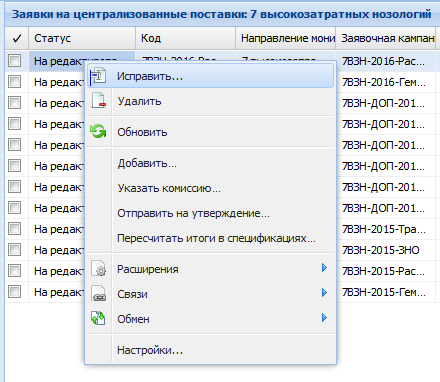 Заявки на централизованные поставки: 7 высокозатратных нозологий
✓ Статус Код Направление мони Заявочная кампан
На редакт 7ВЗН-2016-Рас... 7ВЗН-2016-Рас...
На редакт 7ВЗН-2016-Гем...
На редакт 7ВЗН-ДОП-201...
На редакт 7ВЗН-ДОП-201...
На редакт 7ВЗН-ДОП-201...
На редакт 7ВЗН-ДОП-201...
На редакт 7ВЗН-ДОП-201...
На редакт 7ВЗН-2015-Тра...
На редакт 7ВЗН-2015-ЗНО
На редакт 7ВЗН-2015-Рас...
На редакт 7ВЗН-2015-Гем...
Исправить...
Удалить
Обновить
Добавить...
Указать комиссию...
Отправить на утверждение...
Пересчитать итоги в спецификациях...
Расширения
Связи
Обмен
Настройки...